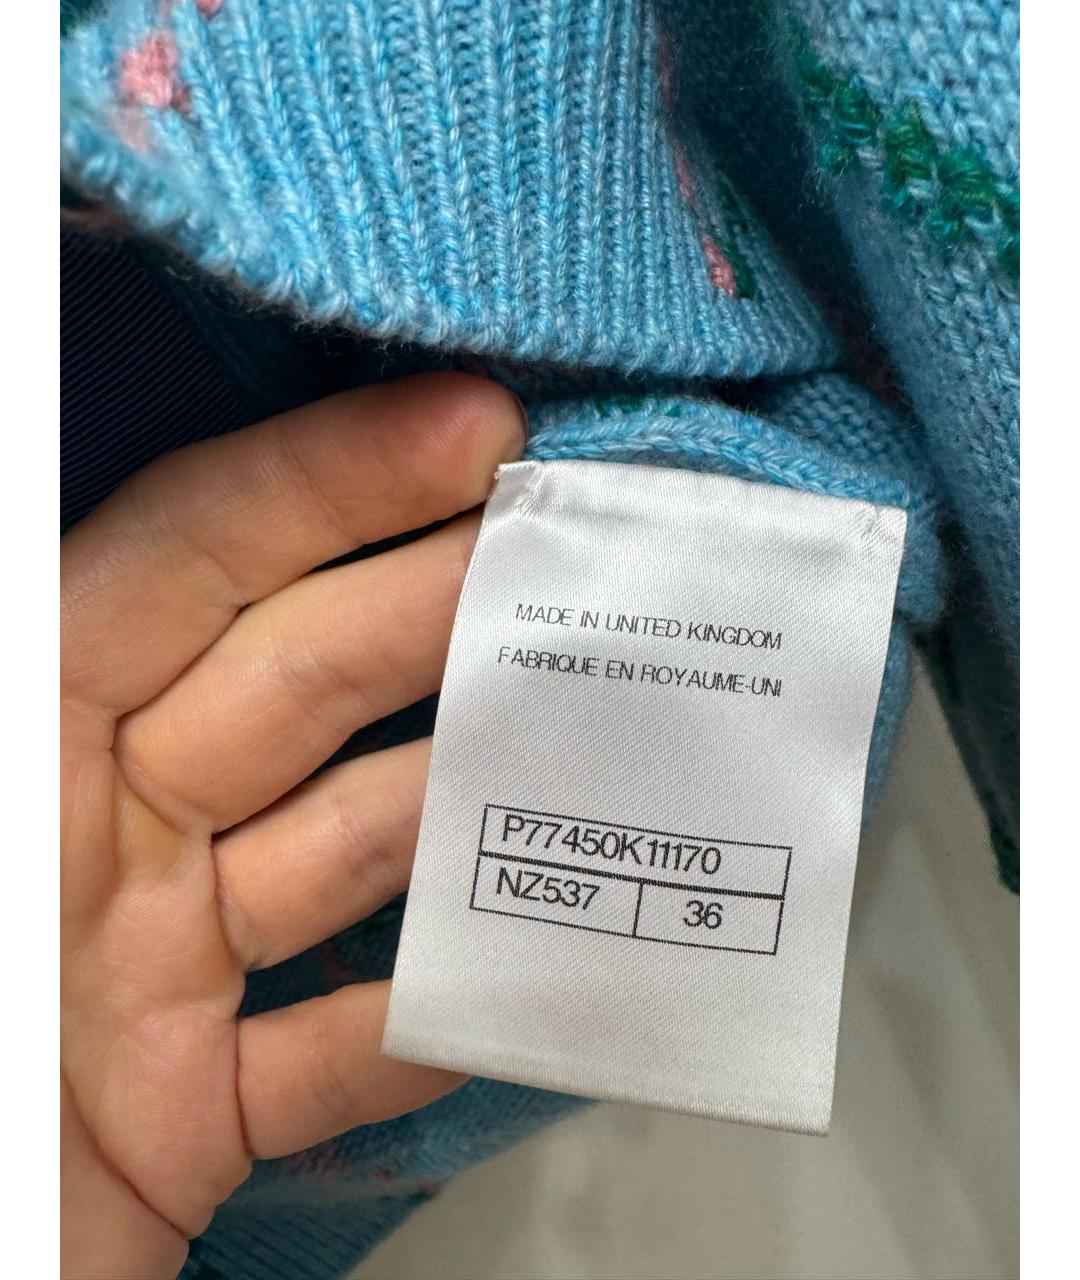 MADE IN UNITED KINGDOM
FABRIQUE EN ROYAUME-UNI
P77450K11170
NZ537 36